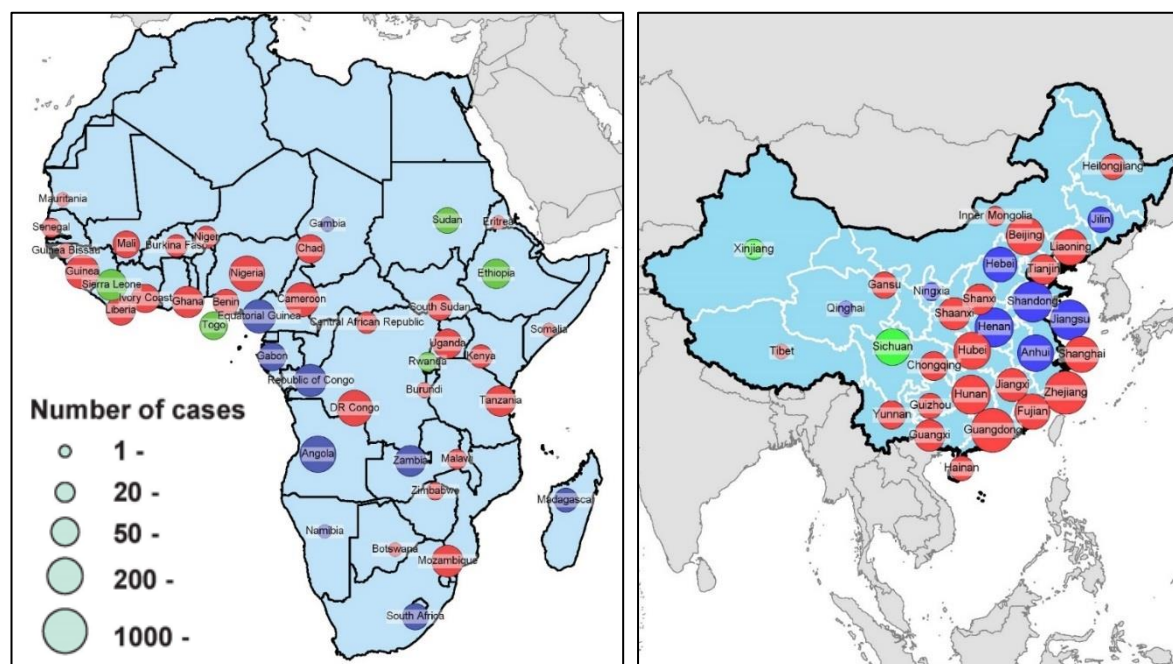 Mauritania
Senegal
Gambia
Sudan
Eritrea
Guinea Bissau
Mali
Burkina Faso
Niger
Chad
Guinea
Nigeria
Ethiopia
Sierra Leone
Ivory Coast
Ghana
Benin
Cameroon
South Sudan
Liberia
Equatorial Guinea
Togo
Central African Republic
Somalia
Uganda
Gabon
Rwanda
Kenya
Republic of Congo
Burundi
DR Congo
Tanzania
Number of cases
1 -
20 -
50 -
200 -
1000 -
Angola
Zambia
Malawi
Zimbabwe
Madagascar
Namibia
Botswana
Mozambique
South Africa
Heilongjiang
Inner Mongolia
Jilin
Xinjiang
Beijing
Liaoning
Hebei
Tianjin
Gansu
Ningxia
Shanxi
Shandong
Qinghai
Shaanxi
Jiangsu
Henan
Tibet
Sichuan
Hubei
Anhui
Shanghai
Chongqing
Jiangxi
Zhejiang
Hunan
Yunnan
Guizhou
Fujian
Guangxi
Guangdong
Hainan